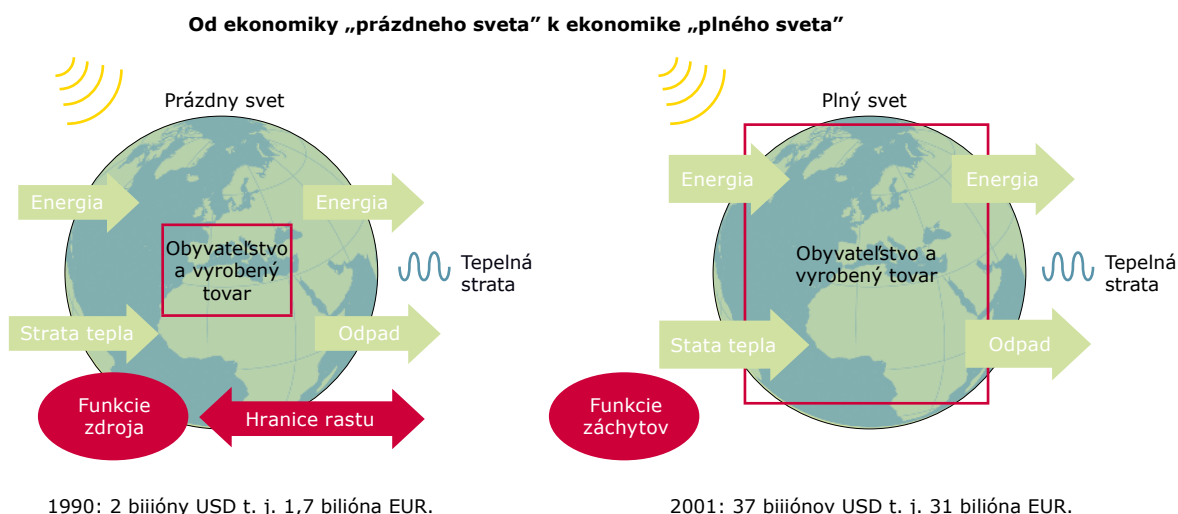 Od ekonomiky „prázdneho sveta” k ekonomike „plného sveta”
Prázdny svet
Energia
Energia
Obyvateľstvo
a vyrobený
tovar
Tepelná
strata
Strata tepla
Odpad
Funkcie
zdroja
Hranice rastu
1990: 2 biiióny USD t. j. 1,7 bilióna EUR.
Plný svet
Energia
Energia
Obyvateľstvo a
vyrobený tovar
Tepelná
strata
Stata tepla
Odpad
Funkcie
záchytov
2001: 37 biiiónov USD t. j. 31 bilióna EUR.